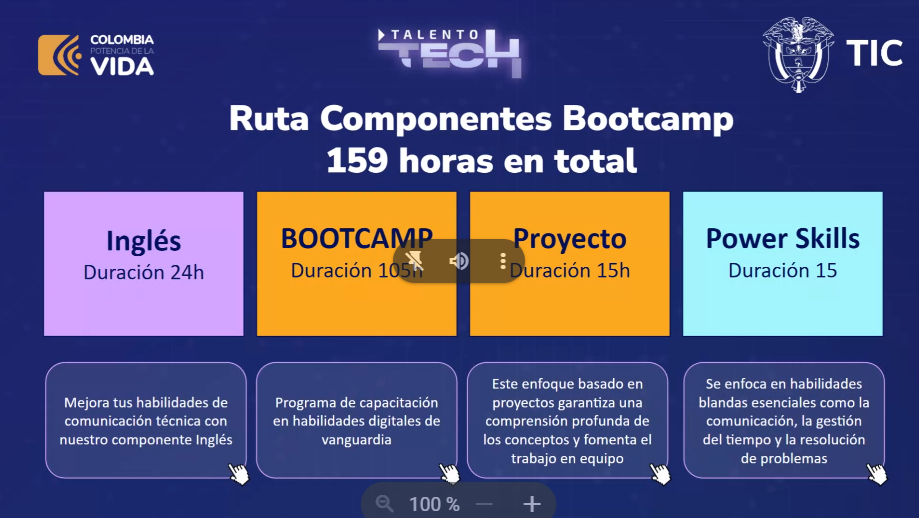 COLOMBIA
POTENCIA DE LA
VIDA
TALENTO
TECH
TIC
Ruta Componentes Bootcamp
159 horas en total
Inglés
Duración 24h
BOOTCAMP
Duración 105h
Proyecto
Duración 15h
Power Skills
Duración 15
Mejora tus habilidades de
comunicación técnica con
nuestro componente Inglés
Programa de capacitación
en habilidades digitales de
vanguardia
Este enfoque basado en
proyectos garantiza una
comprensión profunda de
los conceptos y fomenta el
trabajo en equipo
Se enfoca en habilidades
blandas esenciales como la
comunicación, la gestión
del tiempo y la resolución
de problemas
100 %